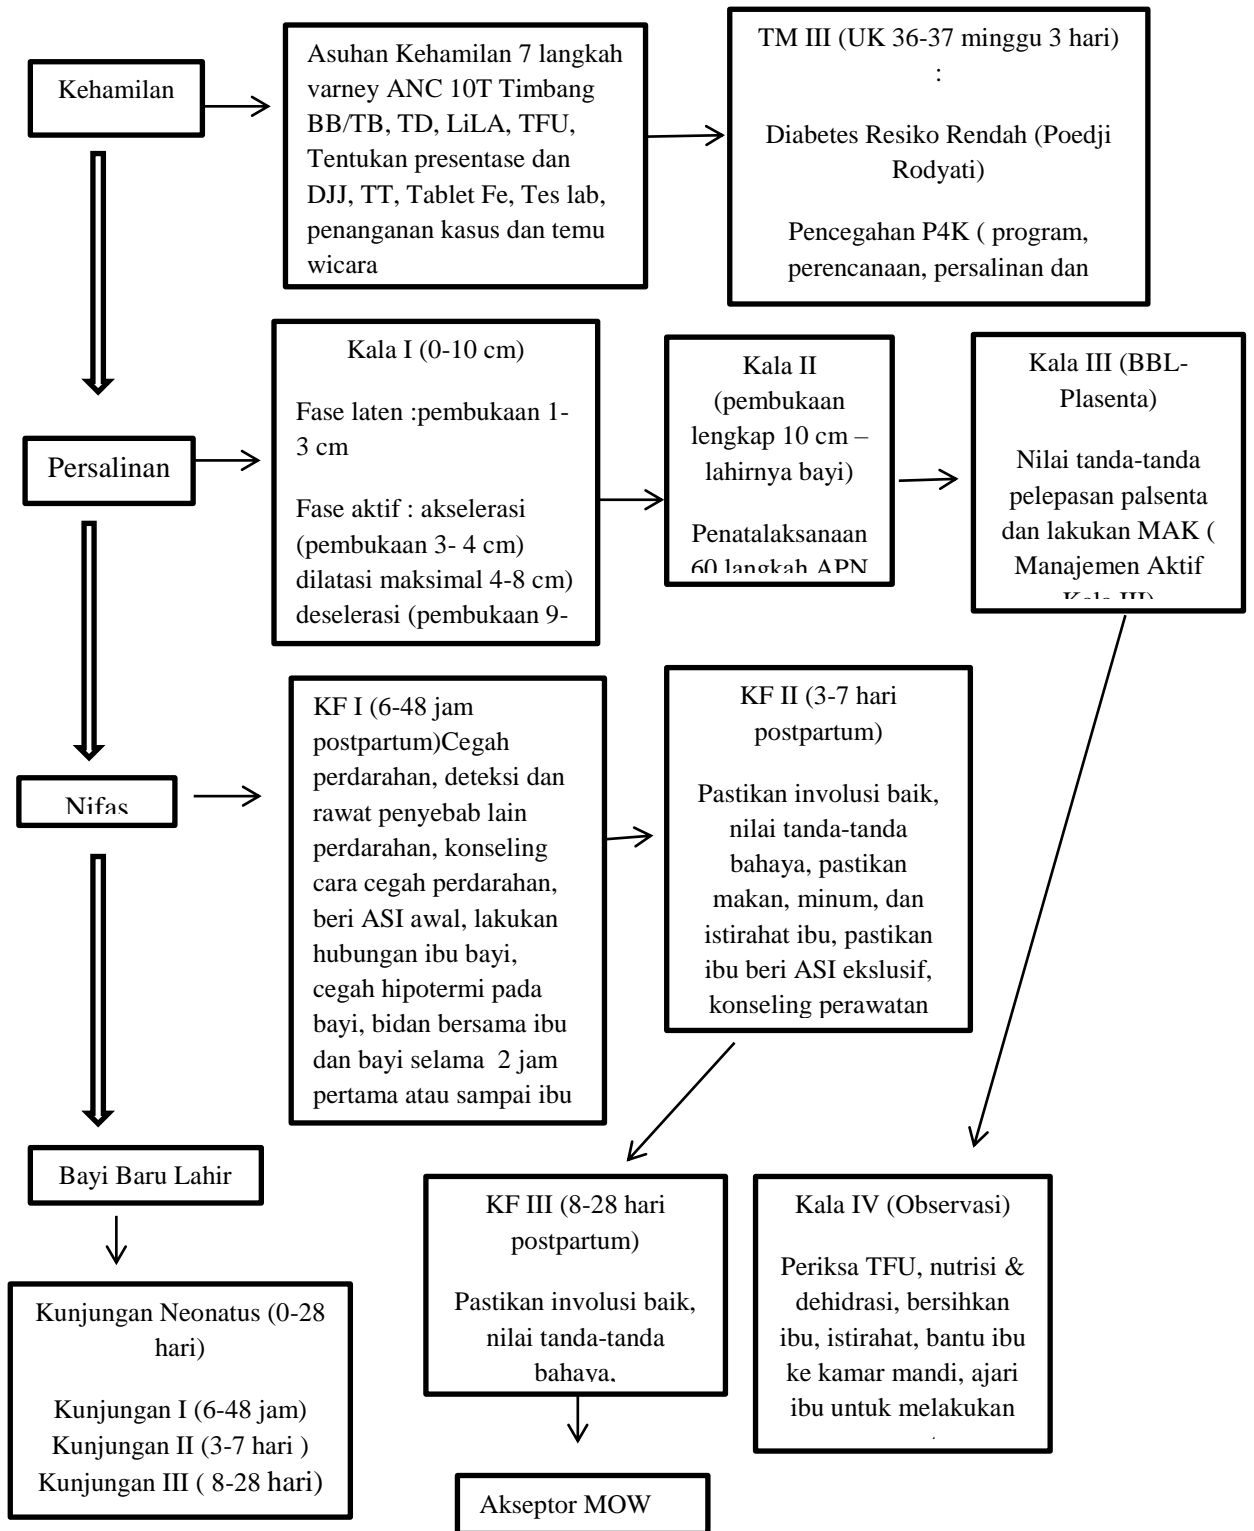 Kehamilan
Asuhan Kehamilan 7 langkah
varney ANC 10T Timbang
BB/TB, TD, LiLA, TFU,
Tentukan presentase dan
DJJ, TT, Tablet Fe, Tes lab,
penanganan kasus dan temu
wicara
TM III (UK 36-37 minggu 3 hari)
:
Diabetes Resiko Rendah (Poedji
Rodyati)
Pencegahan P4K ( program,
perencanaan, persalinan dan
Persalinan
Kala I (0-10 cm)
Fase laten :pembukaan 1-
3 cm
Fase aktif : akselerasi
(pembukaan 3- 4 cm)
dilatasi maksimal 4-8 cm)
deselerasi (pembukaan 9-
Kala II
(pembukaan
lengkap 10 cm –
lahirnya bayi)
Penatalaksanaan
60 langkah APN
Kala III (BBL-
Plasenta)
Nilai tanda-tanda
pelepasan palsenta
dan lakukan MAK (
Manajemen Aktif
Kala III)
Nifas
KF I (6-48 jam
postpartum)Cegah
perdarahan, deteksi dan
rawat penyebab lain
perdarahan, konseling
cara cegah perdarahan,
beri ASI awal, lakukan
hubungan ibu bayi,
cegah hipotermi pada
bayi, bidan bersama ibu
dan bayi selama  2 jam
pertama atau sampai ibu
KF II (3-7 hari
postpartum)
Pastikan involusi baik,
nilai tanda-tanda
bahaya, pastikan
makan, minum, dan
istirahat ibu, pastikan
ibu beri ASI ekslusif,
konseling perawatan
Bayi Baru Lahir
Kunjungan Neonatus (0-28
hari)
Kunjungan I (6-48 jam)
Kunjungan II (3-7 hari )
Kunjungan III ( 8-28 hari)
KF III (8-28 hari
postpartum)
Pastikan involusi baik,
nilai tanda-tanda
bahaya,
Kala IV (Observasi)
Periksa TFU, nutrisi &
dehidrasi, bersihkan
ibu, istirahat, bantu ibu
ke kamar mandi, ajari
ibu untuk melakukan
Akseptor MOW